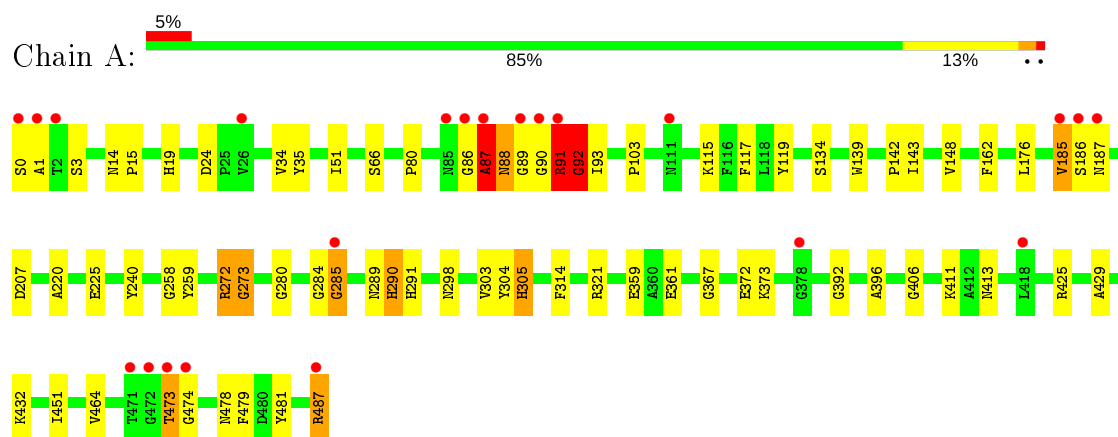 5%
Chain A:
85% 13% • •
S0 A1 T2 S3 N14 P15 H19 D24 P25 V26 V34 Y35 I51 S66 P80 N85 G86 A87 N88 G89 G90 R91 G92 I93 P103 N111 K115 F116 F117 L118 Y119 S134 W139 P142 I143 V148 F162 L176 V185 S186 N187
D207 A220 E225 Y240 G258 Y259 R272 G273 G280 G284 G285 N289 H290 H291 N298 V303 Y304 H305 F314 R321 E359 A360 E361 G367 E372 K373 G378 G392 A396 G406 K411 A412 N413 L418 R425 A429
K432 I451 V464 T471 G472 T473 G474 N478 F479 D480 Y481 R487